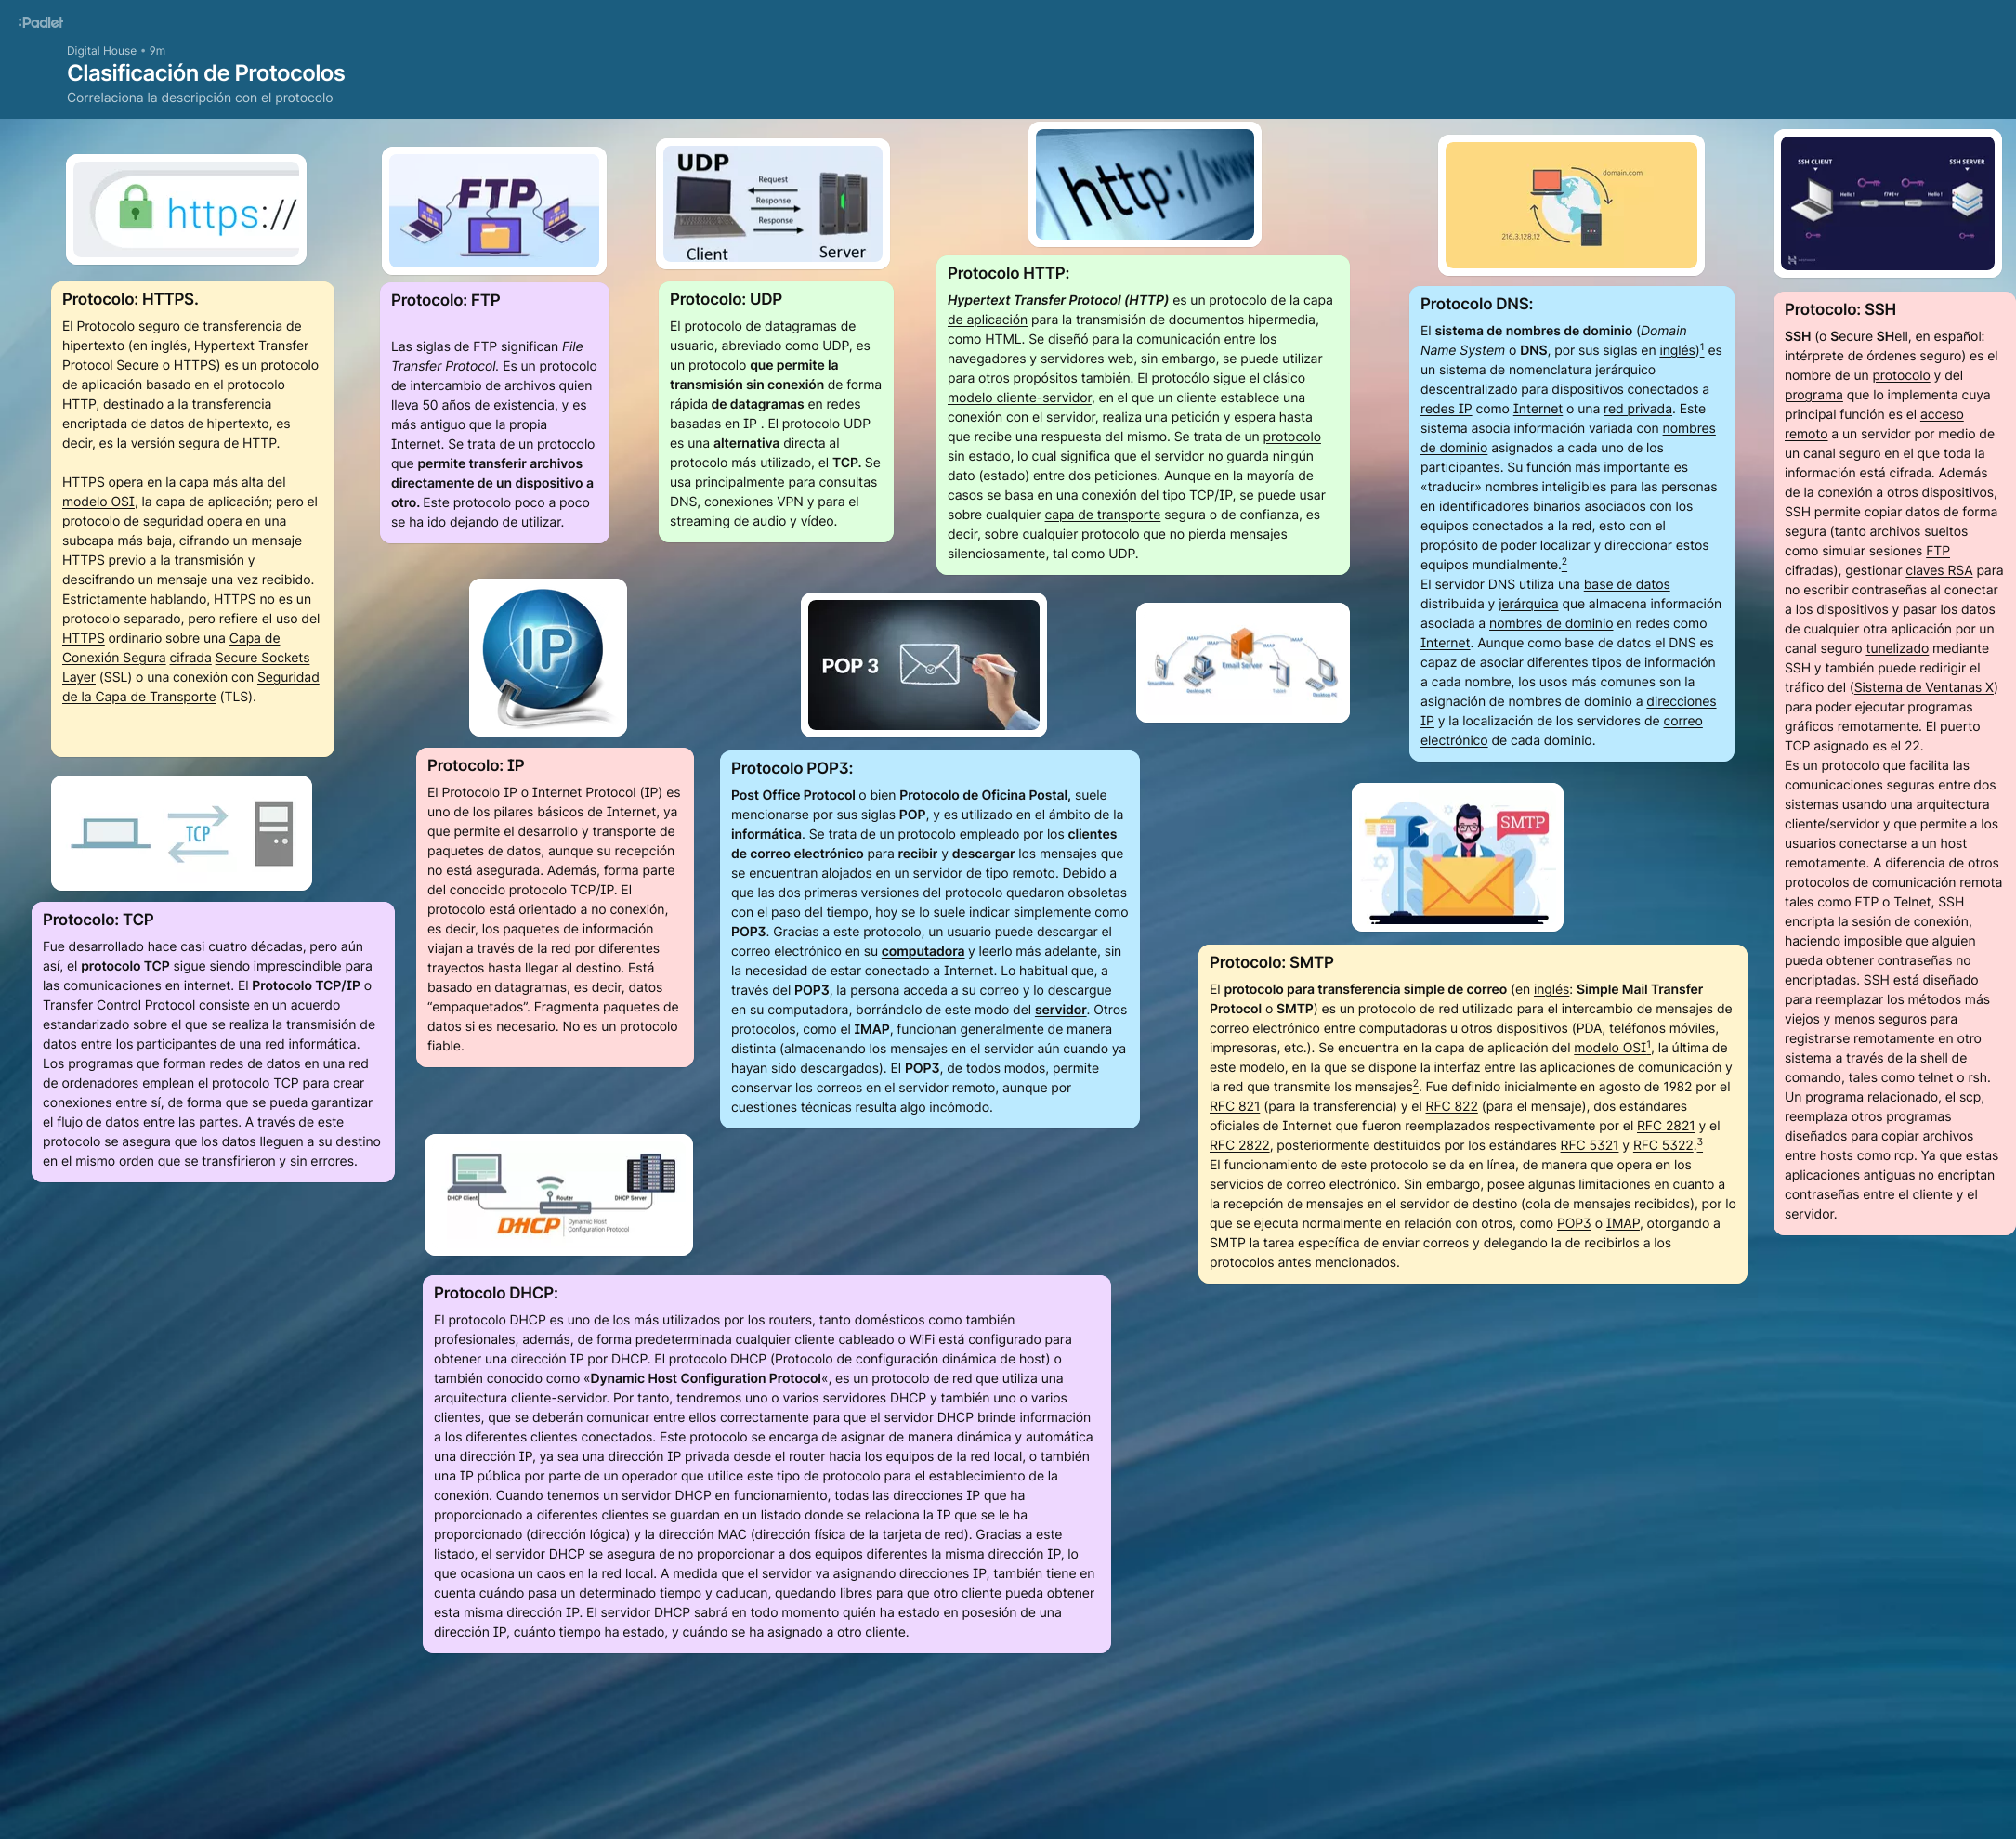 :Padlet
Digital House • 9m
Clasificación de Protocolos
Correlaciona la descripción con el protocolo
https://
Protocolo: HTTPS.
El Protocolo seguro de transferencia de
hipertexto (en inglés, Hypertext Transfer
Protocol Secure o HTTPS) es un protocolo
de aplicación basado en el protocolo
HTTP, destinado a la transferencia
encriptada de datos de hipertexto, es
decir, es la versión segura de HTTP.
HTTPS opera en la capa más alta del
modelo OSI, la capa de aplicación; pero el
protocolo de seguridad opera en una
subcapa más baja, cifrando un mensaje
HTTPS previo a la transmisión y
descifrando un mensaje una vez recibido.
Estrictamente hablando, HTTPS no es un
protocolo separado, pero refiere el uso del
HTTPS ordinario sobre una Capa de
Conexión Segura cifrada Secure Sockets
Layer (SSL) o una conexión con Seguridad
de la Capa de Transporte (TLS).
FTP
Protocolo: FTP
Las siglas de FTP significan File
Transfer Protocol. Es un protocolo
de intercambio de archivos quien
lleva 50 años de existencia, y es
más antiguo que la propia
Internet. Se trata de un protocolo
que permite transferir archivos
directamente de un dispositivo a
otro. Este protocolo poco a poco
se ha ido dejando de utilizar.
UDP
Request
Response
Response
Client
Server
Protocolo: UDP
El protocolo de datagramas de
usuario, abreviado como UDP, es
un protocolo que permite la
transmisión sin conexión de forma
rápida de datagramas en redes
basadas en IP . El protocolo UDP
es una alternativa directa al
protocolo más utilizado, el TCP. Se
usa principalmente para consultas
DNS, conexiones VPN y para el
streaming de audio y vídeo.
http://www
Protocolo HTTP:
Hypertext Transfer Protocol (HTTP) es un protocolo de la capa
de aplicación para la transmisión de documentos hipermedia,
como HTML. Se diseñó para la comunicación entre los
navegadores y servidores web, sin embargo, se puede utilizar
para otros propósitos también. El protocólo sigue el clásico
modelo cliente-servidor, en el que un cliente establece una
conexión con el servidor, realiza una petición y espera hasta
que recibe una respuesta del mismo. Se trata de un protocolo
sin estado, lo cual significa que el servidor no guarda ningún
dato (estado) entre dos peticiones. Aunque en la mayoría de
casos se basa en una conexión del tipo TCP/IP, se puede usar
sobre cualquier capa de transporte segura o de confianza, es
decir, sobre cualquier protocolo que no pierda mensajes
silenciosamente, tal como UDP.
domain.com
216.3.128.12
Protocolo DNS:
El sistema de nombres de dominio (Domain
Name System o DNS, por sus siglas en inglés)1 es
un sistema de nomenclatura jerárquico
descentralizado para dispositivos conectados a
redes IP como Internet o una red privada. Este
sistema asocia información variada con nombres
de dominio asignados a cada uno de los
participantes. Su función más importante es
«traducir» nombres inteligibles para las personas
en identificadores binarios asociados con los
equipos conectados a la red, esto con el
propósito de poder localizar y direccionar estos
equipos mundialmente.2
El servidor DNS utiliza una base de datos
distribuida y jerárquica que almacena información
asociada a nombres de dominio en redes como
Internet. Aunque como base de datos el DNS es
capaz de asociar diferentes tipos de información
a cada nombre, los usos más comunes son la
asignación de nombres de dominio a direcciones
IP y la localización de los servidores de correo
electrónico de cada dominio.
SSH CLIENT
SSH SERVER
Hello !
Hello !
Protocolo: SSH
SSH (o Secure SHell, en español:
intérprete de órdenes seguro) es el
nombre de un protocolo y del
programa que lo implementa cuya
principal función es el acceso
remoto a un servidor por medio de
un canal seguro en el que toda la
información está cifrada. Además
de la conexión a otros dispositivos,
SSH permite copiar datos de forma
segura (tanto archivos sueltos
como simular sesiones FTP
cifradas), gestionar claves RSA para
no escribir contraseñas al conectar
a los dispositivos y pasar los datos
de cualquier otra aplicación por un
canal seguro tunelizado mediante
SSH y también puede redirigir el
tráfico del (Sistema de Ventanas X)
para poder ejecutar programas
gráficos remotamente. El puerto
TCP asignado es el 22.
Es un protocolo que facilita las
comunicaciones seguras entre dos
sistemas usando una arquitectura
cliente/servidor y que permite a los
usuarios conectarse a un host
remotamente. A diferencia de otros
protocolos de comunicación remota
tales como FTP o Telnet, SSH
encripta la sesión de conexión,
haciendo imposible que alguien
pueda obtener contraseñas no
encriptadas. SSH está diseñado
para reemplazar los métodos más
viejos y menos seguros para
registrarse remotamente en otro
sistema a través de la shell de
comando, tales como telnet o rsh.
Un programa relacionado, el scp,
reemplaza otros programas
diseñados para copiar archivos
entre hosts como rcp. Ya que estas
aplicaciones antiguas no encriptan
contraseñas entre el cliente y el
servidor.
TCP
Protocolo: TCP
Fue desarrollado hace casi cuatro décadas, pero aún
así, el protocolo TCP sigue siendo imprescindible para
las comunicaciones en internet. El Protocolo TCP/IP o
Transfer Control Protocol consiste en un acuerdo
estandarizado sobre el que se realiza la transmisión de
datos entre los participantes de una red informática.
Los programas que forman redes de datos en una red
de ordenadores emplean el protocolo TCP para crear
conexiones entre sí, de forma que se pueda garantizar
el flujo de datos entre las partes. A través de este
protocolo se asegura que los datos lleguen a su destino
en el mismo orden que se transfirieron y sin errores.
IP
Protocolo: IP
El Protocolo IP o Internet Protocol (IP) es
uno de los pilares básicos de Internet, ya
que permite el desarrollo y transporte de
paquetes de datos, aunque su recepción
no está asegurada. Además, forma parte
del conocido protocolo TCP/IP. El
protocolo está orientado a no conexión,
es decir, los paquetes de información
viajan a través de la red por diferentes
trayectos hasta llegar al destino. Está
basado en datagramas, es decir, datos
“empaquetados”. Fragmenta paquetes de
datos si es necesario. No es un protocolo
fiable.
POP 3
Protocolo POP3:
Post Office Protocol o bien Protocolo de Oficina Postal, suele
mencionarse por sus siglas POP, y es utilizado en el ámbito de la
informática. Se trata de un protocolo empleado por los clientes
de correo electrónico para recibir y descargar los mensajes que
se encuentran alojados en un servidor de tipo remoto. Debido a
que las dos primeras versiones del protocolo quedaron obsoletas
con el paso del tiempo, hoy se lo suele indicar simplemente como
POP3. Gracias a este protocolo, un usuario puede descargar el
correo electrónico en su computadora y leerlo más adelante, sin
la necesidad de estar conectado a Internet. Lo habitual que, a
través del POP3, la persona acceda a su correo y lo descargue
en su computadora, borrándolo de este modo del servidor. Otros
protocolos, como el IMAP, funcionan generalmente de manera
distinta (almacenando los mensajes en el servidor aún cuando ya
hayan sido descargados). El POP3, de todos modos, permite
conservar los correos en el servidor remoto, aunque por
cuestiones técnicas resulta algo incómodo.
IMAP
IMAP
IMAP
IMAP
Email Server
SmartPhone
Desktop PC
Tablet
Desktop PC
SMTP
Protocolo: SMTP
El protocolo para transferencia simple de correo (en inglés: Simple Mail Transfer
Protocol o SMTP) es un protocolo de red utilizado para el intercambio de mensajes de
correo electrónico entre computadoras u otros dispositivos (PDA, teléfonos móviles,
impresoras, etc.). Se encuentra en la capa de aplicación del modelo OSI1, la última de
este modelo, en la que se dispone la interfaz entre las aplicaciones de comunicación y
la red que transmite los mensajes2. Fue definido inicialmente en agosto de 1982 por el
RFC 821 (para la transferencia) y el RFC 822 (para el mensaje), dos estándares
oficiales de Internet que fueron reemplazados respectivamente por el RFC 2821 y el
RFC 2822, posteriormente destituidos por los estándares RFC 5321 y RFC 5322.3
El funcionamiento de este protocolo se da en línea, de manera que opera en los
servicios de correo electrónico. Sin embargo, posee algunas limitaciones en cuanto a
la recepción de mensajes en el servidor de destino (cola de mensajes recibidos), por lo
que se ejecuta normalmente en relación con otros, como POP3 o IMAP, otorgando a
SMTP la tarea específica de enviar correos y delegando la de recibirlos a los
protocolos antes mencionados.
DHCP Client
Router
DHCP Server
DHCP
Dynamic Host
Configuration Protocol
Protocolo DHCP:
El protocolo DHCP es uno de los más utilizados por los routers, tanto domésticos como también
profesionales, además, de forma predeterminada cualquier cliente cableado o WiFi está configurado para
obtener una dirección IP por DHCP. El protocolo DHCP (Protocolo de configuración dinámica de host) o
también conocido como «Dynamic Host Configuration Protocol«, es un protocolo de red que utiliza una
arquitectura cliente-servidor. Por tanto, tendremos uno o varios servidores DHCP y también uno o varios
clientes, que se deberán comunicar entre ellos correctamente para que el servidor DHCP brinde información
a los diferentes clientes conectados. Este protocolo se encarga de asignar de manera dinámica y automática
una dirección IP, ya sea una dirección IP privada desde el router hacia los equipos de la red local, o también
una IP pública por parte de un operador que utilice este tipo de protocolo para el establecimiento de la
conexión. Cuando tenemos un servidor DHCP en funcionamiento, todas las direcciones IP que ha
proporcionado a diferentes clientes se guardan en un listado donde se relaciona la IP que se le ha
proporcionado (dirección lógica) y la dirección MAC (dirección física de la tarjeta de red). Gracias a este
listado, el servidor DHCP se asegura de no proporcionar a dos equipos diferentes la misma dirección IP, lo
que ocasiona un caos en la red local. A medida que el servidor va asignando direcciones IP, también tiene en
cuenta cuándo pasa un determinado tiempo y caducan, quedando libres para que otro cliente pueda obtener
esta misma dirección IP. El servidor DHCP sabrá en todo momento quién ha estado en posesión de una
dirección IP, cuánto tiempo ha estado, y cuándo se ha asignado a otro cliente.